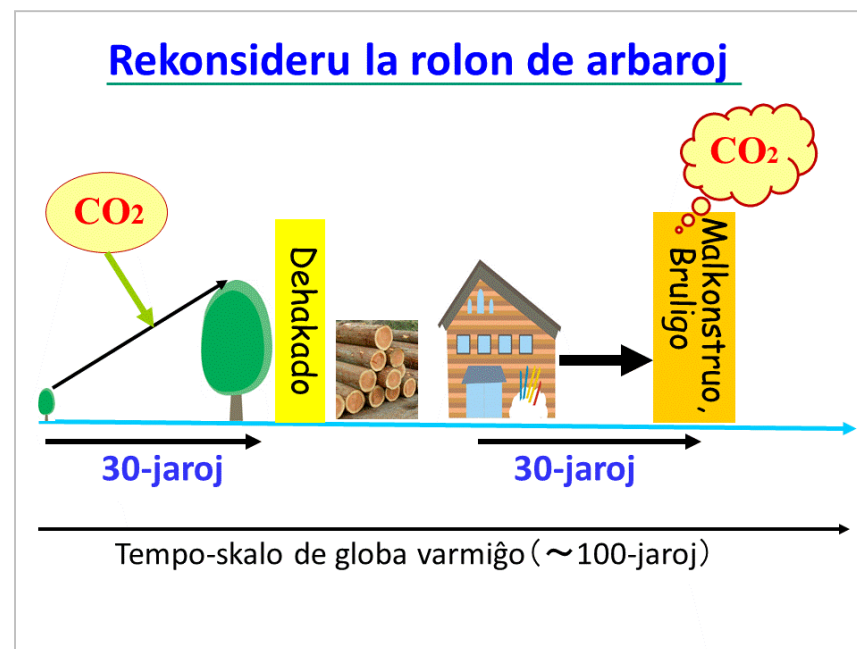 Rekonsideru la rolon de arbaroj
CO₂
CO₂
Dehakado
Malkonstruo,
Bruligo
30-jaroj
30-jaroj
Tempo-skalo de globa varmiĝo（～100-jaroj）